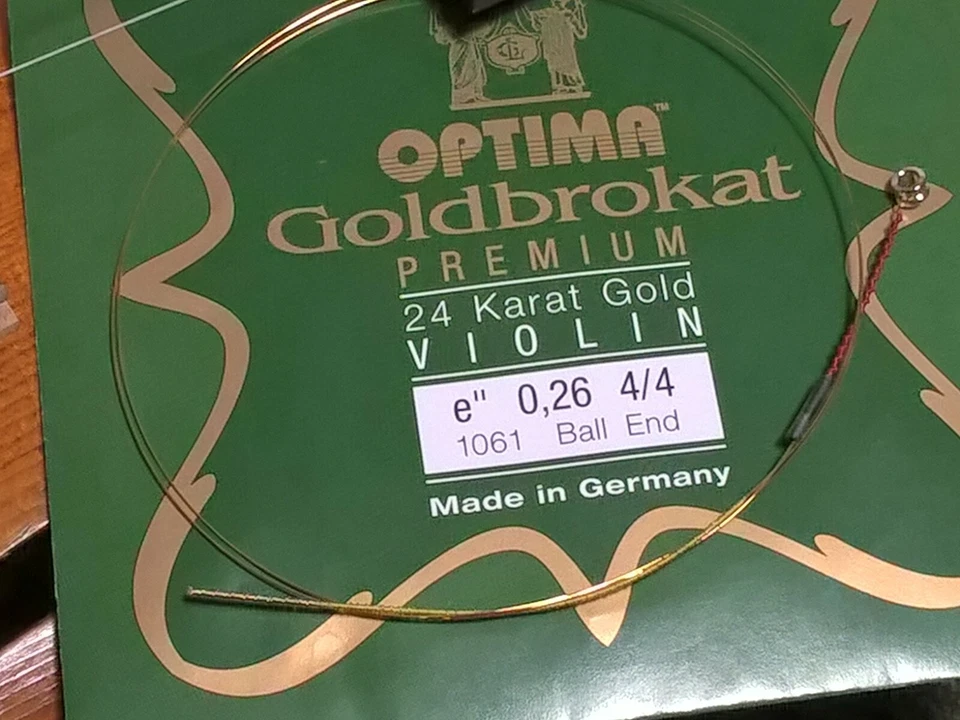 OPTIMA™
Goldbrokat
PREMIUM
24 Karat Gold
VIOLIN
e" 0,26 4/4
1061 Ball End
Made in Germany